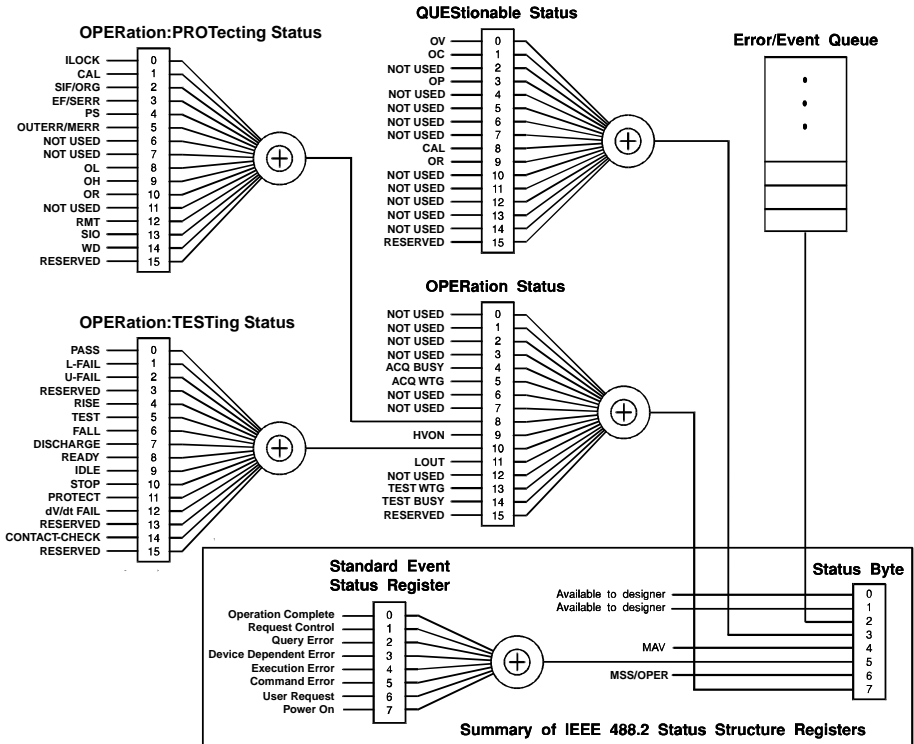 OPERation:PROTecting Status
ILOCK 0
CAL 1
SIF/ORG 2
EF/SERR 3
PS 4
OUTERR/MERR 5
NOT USED 6
NOT USED 7
OL 8
OH 9
OR 10
NOT USED 11
RMT 12
SIO 13
WD 14
RESERVED 15
+
QUEStionable Status
OV 0
OC 1
NOT USED 2
OP 3
NOT USED 4
NOT USED 5
NOT USED 6
NOT USED 7
CAL 8
OR 9
NOT USED 10
NOT USED 11
NOT USED 12
NOT USED 13
NOT USED 14
RESERVED 15
+
Error/Event Queue
OPERation:TESTing Status
PASS 0
L-FAIL 1
U-FAIL 2
RESERVED 3
RISE 4
TEST 5
FALL 6
DISCHARGE 7
READY 8
IDLE 9
STOP 10
PROTECT 11
dV/dt FAIL 12
RESERVED 13
CONTACT-CHECK 14
RESERVED 15
+
OPERation Status
NOT USED 0
NOT USED 1
NOT USED 2
NOT USED 3
ACQ BUSY 4
ACQ WTG 5
NOT USED 6
NOT USED 7
8
HVON 9
10
LOUT 11
NOT USED 12
TEST WTG 13
TEST BUSY 14
RESERVED 15
+
Standard Event
Status Register
Operation Complete 0
Request Control 1
Query Error 2
Device Dependent Error 3
Execution Error 4
Command Error 5
User Request 6
Power On 7
+
Status Byte
Available to designer 0
Available to designer 1
2
3
MAV 4
5
MSS/OPER 6
7
Summary of IEEE 488.2 Status Structure Registers